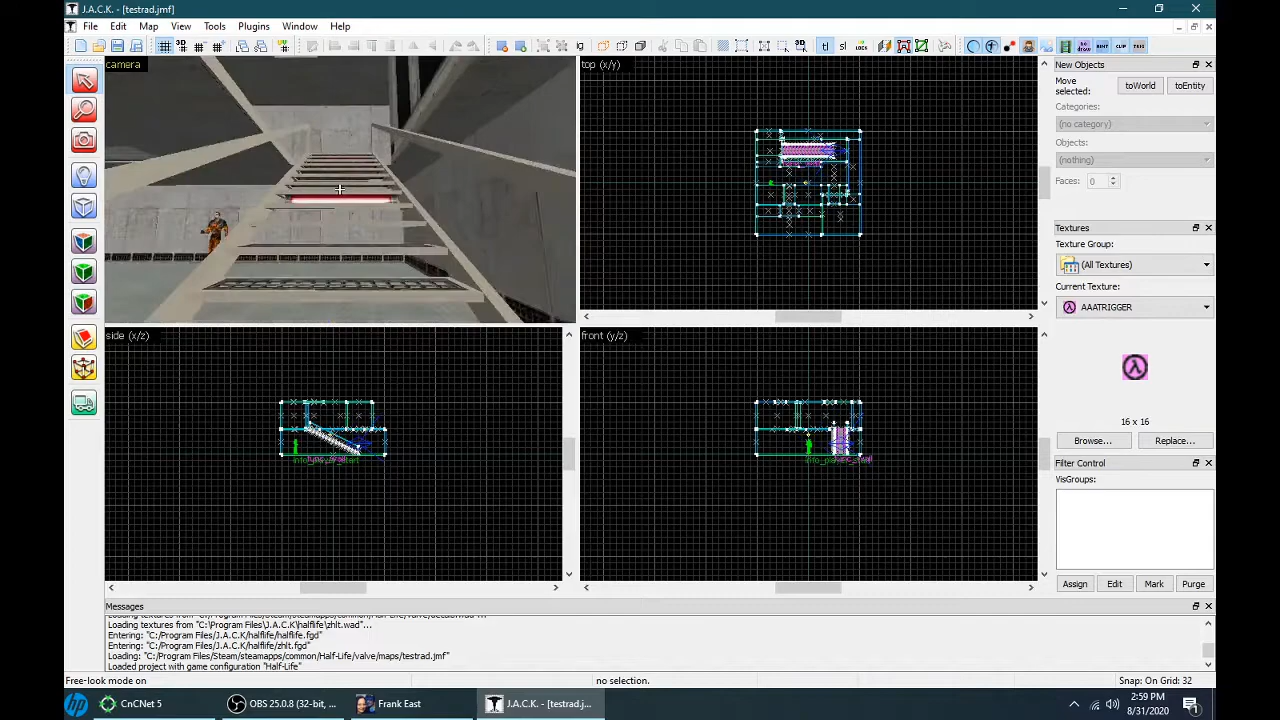 J.A.C.K. - [testrad.jmf]
File Edit Map View Tools Plugins Window Help
camera
top (x/y)
side (x/z)
front (y/z)
New Objects
Move selected:
toWorld
toEntity
Categories:
(no category)
Objects:
(nothing)
Faces:
0
Textures
Texture Group:
(All Textures)
Current Texture:
AAATRIGGER
16 x 16
Browse...
Replace...
Filter Control
VisGroups:
Assign
Edit
Mark
Purge
Messages
Loading textures from "C:\Program Files\J.A.C.K\halflife\zhlt.wad"...
Entering: "C:/Program Files/J.A.C.K/halflife/halflife.fgd"
Entering: "C:/Program Files/J.A.C.K/halflife/zhlt.fgd"
Loading: "C:/Program Files/Steam/steamapps/common/Half-Life/valve/maps/testrad.jmf"
Loaded project with game configuration "Half-Life"
Free-look mode on
no selection.
Snap: On Grid: 32
CnCNet 5
OBS 25.0.8 (32-bit, ...
Frank East
J.A.C.K. - [testrad.j...
2:59 PM
8/31/2020